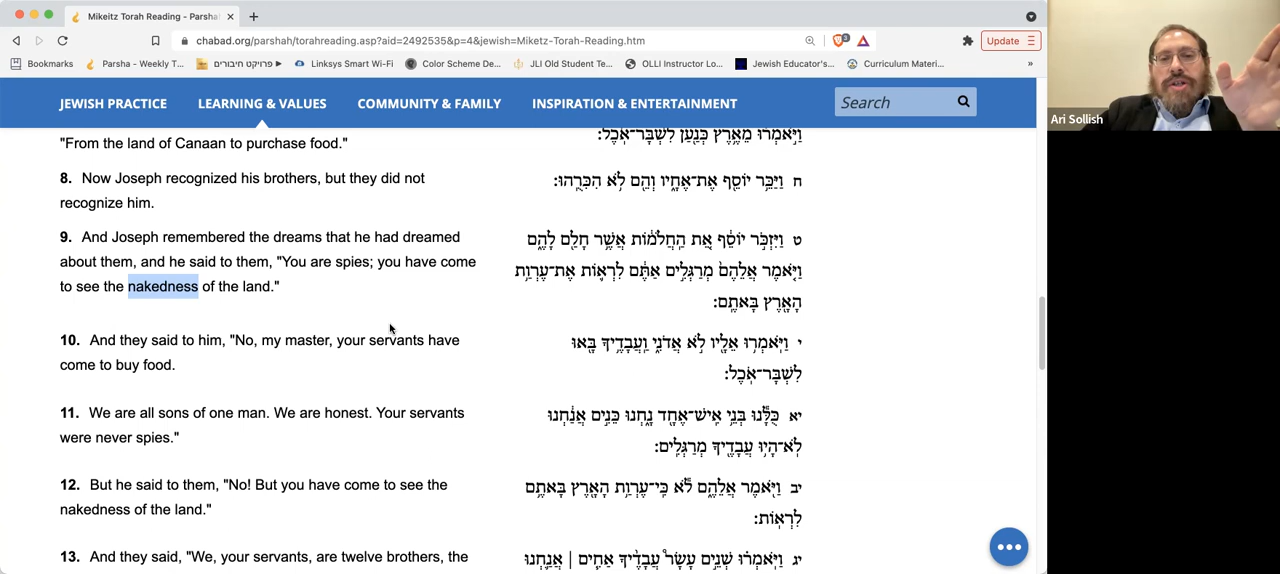 Mikeitz Torah Reading - Parsha
chabad.org/parshah/torahreading.asp?aid=2492535&p=4&jewish=Miketz-Torah-Reading.htm
3
Update
Bookmarks Parsha - Weekly T... פרויקט חיבורים Linksys Smart Wi-Fi Color Scheme De... JLI Old Student Te... OLLI Instructor Lo... Jewish Educator's... Curriculum Materi... »
JEWISH PRACTICE LEARNING & VALUES COMMUNITY & FAMILY INSPIRATION & ENTERTAINMENT Search
Ari Sollish
"From the land of Canaan to purchase food."
וַיֹּאמְרוּ מֵאֶרֶץ כְּנַעַן לִשְׁבָּר־אֹכֶל:
8. Now Joseph recognized his brothers, but they did not
recognize him.
ח וַיַּכֵּר יוֹסֵף אֶת־אֶחָיו וְהֵם לֹא הִכִּרֻהוּ:
9. And Joseph remembered the dreams that he had dreamed
about them, and he said to them, "You are spies; you have come
to see the nakedness of the land."
ט וַיִּזְכֹּר יוֹסֵף אֵת הַחֲלֹמוֹת אֲשֶׁר חָלַם לָהֶם
וַיֹּאמֶר אֲלֵהֶם מְרַגְּלִים אַתֶּם לִרְאוֹת אֶת־עֶרְוַת
הָאָרֶץ בָּאתֶם:
10. And they said to him, "No, my master, your servants have
come to buy food.
י וַיֹּאמְרוּ אֵלָיו לֹא אֲדֹנִי וַעֲבָדֶיךָ בָּאוּ
לִשְׁבָּר־אֹכֶל:
11. We are all sons of one man. We are honest. Your servants
were never spies."
יא כֻּלָּנוּ בְּנֵי אִישׁ־אֶחָד נָחְנוּ כֵּנִים אֲנַחְנוּ
לֹא־הָיוּ עֲבָדֶיךָ מְרַגְּלִים:
12. But he said to them, "No! But you have come to see the
nakedness of the land."
יב וַיֹּאמֶר אֲלֵהֶם לֹא כִּי־עֶרְוַת הָאָרֶץ בָּאתֶם
לִרְאוֹת:
13. And they said, "We, your servants, are twelve brothers, the
יג וַיֹּאמְרוּ שְׁנֵים עָשָׂר עֲבָדֶיךָ אַחִים | אֲנַחְנוּ